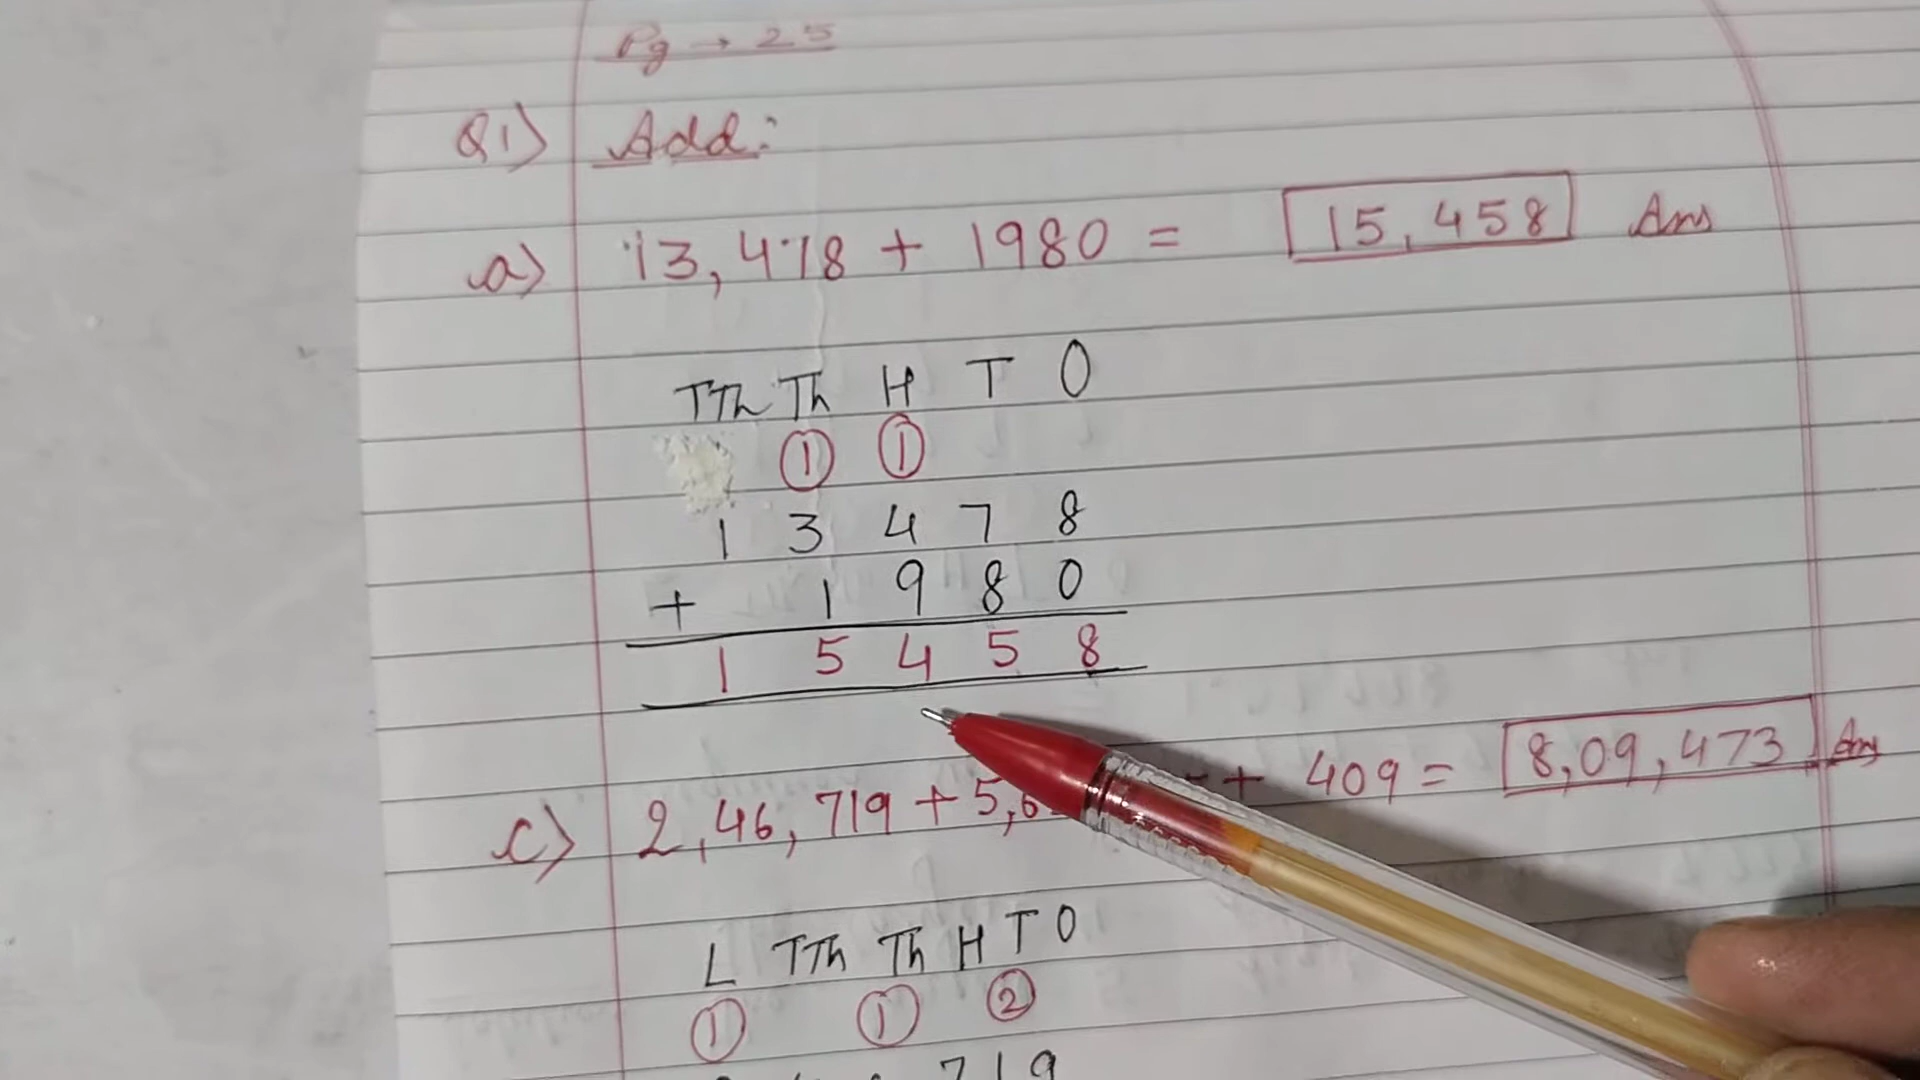 Pg → 25
Q1) Add:
a) 13,478 + 1980 = 15,458 Ans
TTh Th H T O
1 1
1 3 4 7 8
+ 1 9 8 0
1 5 4 5 8
c) 2,46,719 + 5,6 + 409 = 8,09,473 Ans
L TTh Th H T O
1 1 2
719